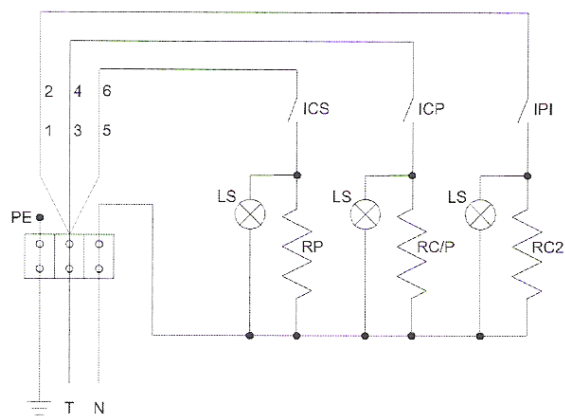 2 4 6
1 3 5
ICS ICP IPI
LS LS LS
PE
RP RC/P RC2
T N